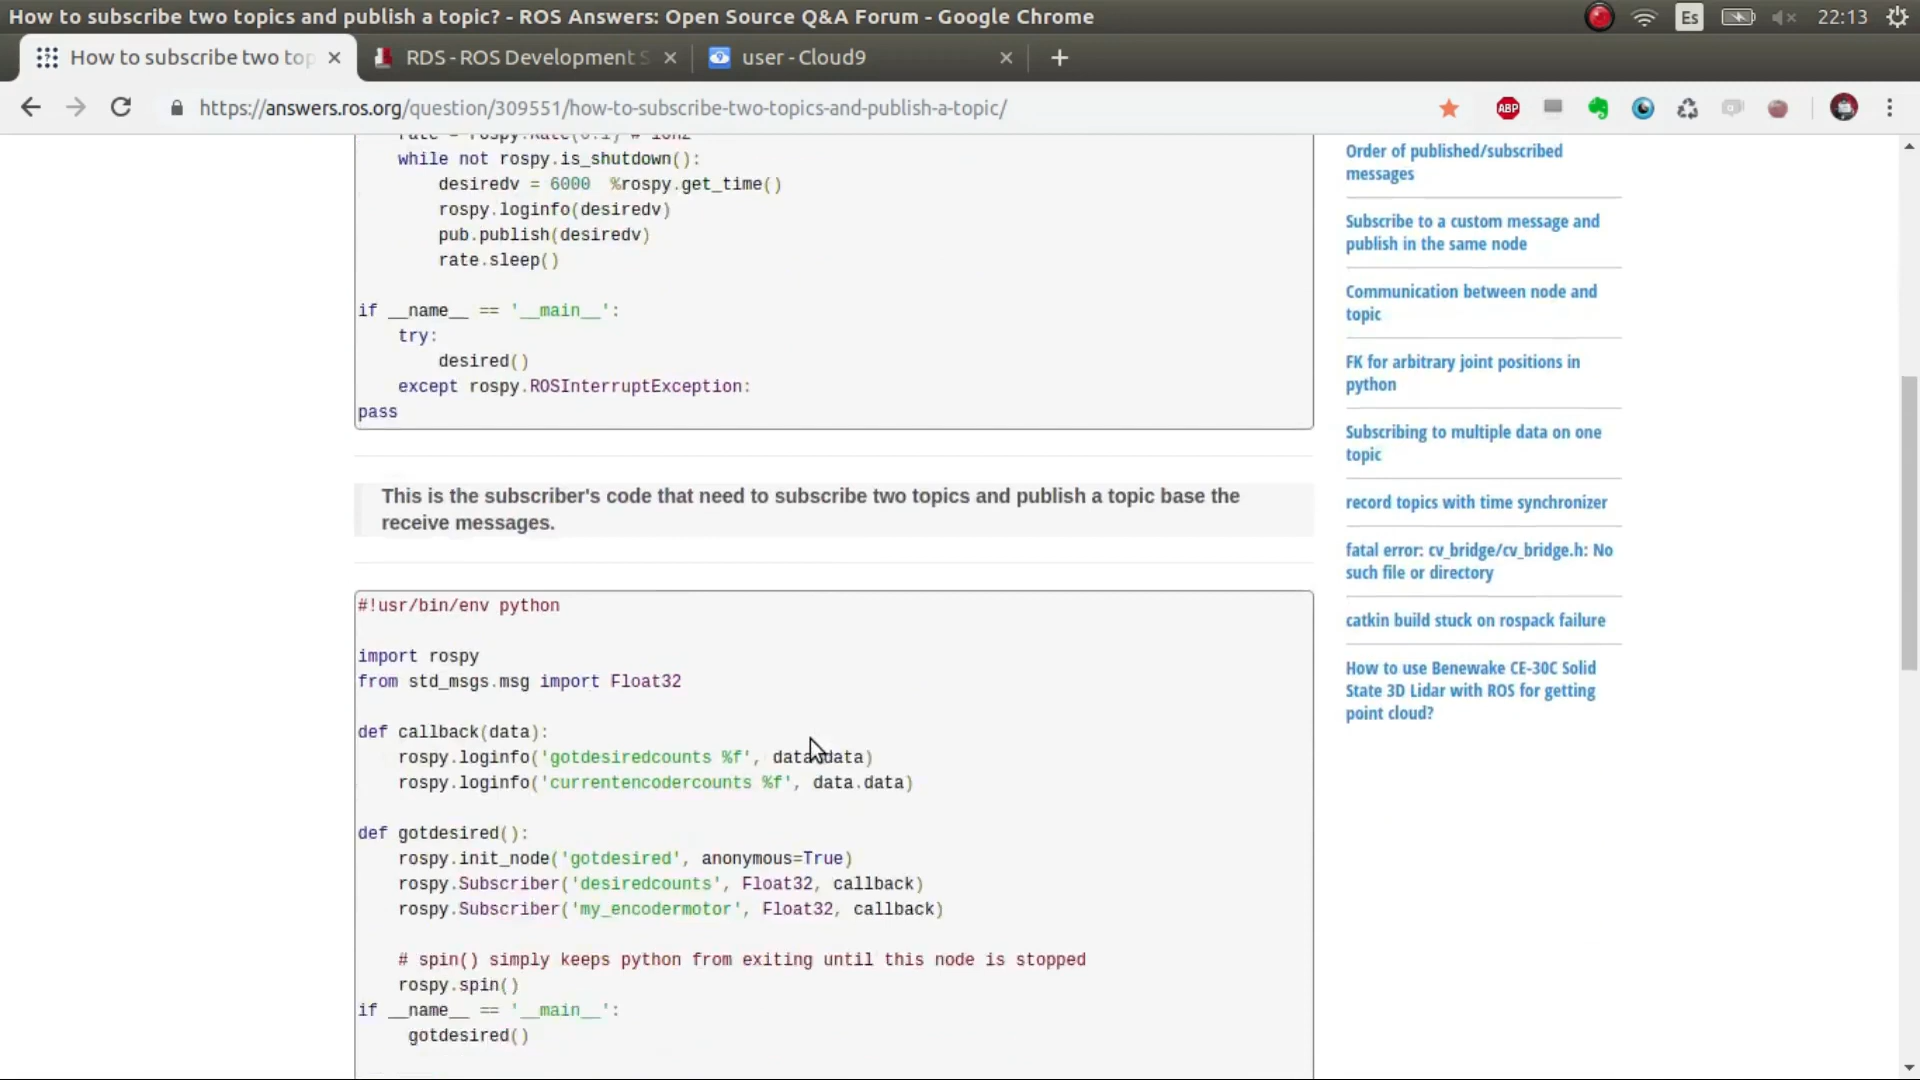 How to subscribe two topics and publish a topic? - ROS Answers: Open Source Q&A Forum - Google Chrome
Es
22:13
How to subscribe two top
RDS - ROS Development S
user - Cloud9
https://answers.ros.org/question/309551/how-to-subscribe-two-topics-and-publish-a-topic/
ABP
rate = rospy.Rate(0.1) # 10hz
while not rospy.is_shutdown():
desiredv = 6000  %rospy.get_time()
rospy.loginfo(desiredv)
pub.publish(desiredv)
rate.sleep()
if __name__ == '__main__':
try:
desired()
except rospy.ROSInterruptException:
pass
This is the subscriber's code that need to subscribe two topics and publish a topic base the
receive messages.
#!usr/bin/env python
import rospy
from std_msgs.msg import Float32
def callback(data):
rospy.loginfo('gotdesiredcounts %f', data.data)
rospy.loginfo('currentencodercounts %f', data.data)
def gotdesired():
rospy.init_node('gotdesired', anonymous=True)
rospy.Subscriber('desiredcounts', Float32, callback)
rospy.Subscriber('my_encodermotor', Float32, callback)
# spin() simply keeps python from exiting until this node is stopped
rospy.spin()
if __name__ == '__main__':
gotdesired()
Order of published/subscribed
messages
Subscribe to a custom message and
publish in the same node
Communication between node and
topic
FK for arbitrary joint positions in
python
Subscribing to multiple data on one
topic
record topics with time synchronizer
fatal error: cv_bridge/cv_bridge.h: No
such file or directory
catkin build stuck on rospack failure
How to use Benewake CE-30C Solid
State 3D Lidar with ROS for getting
point cloud?